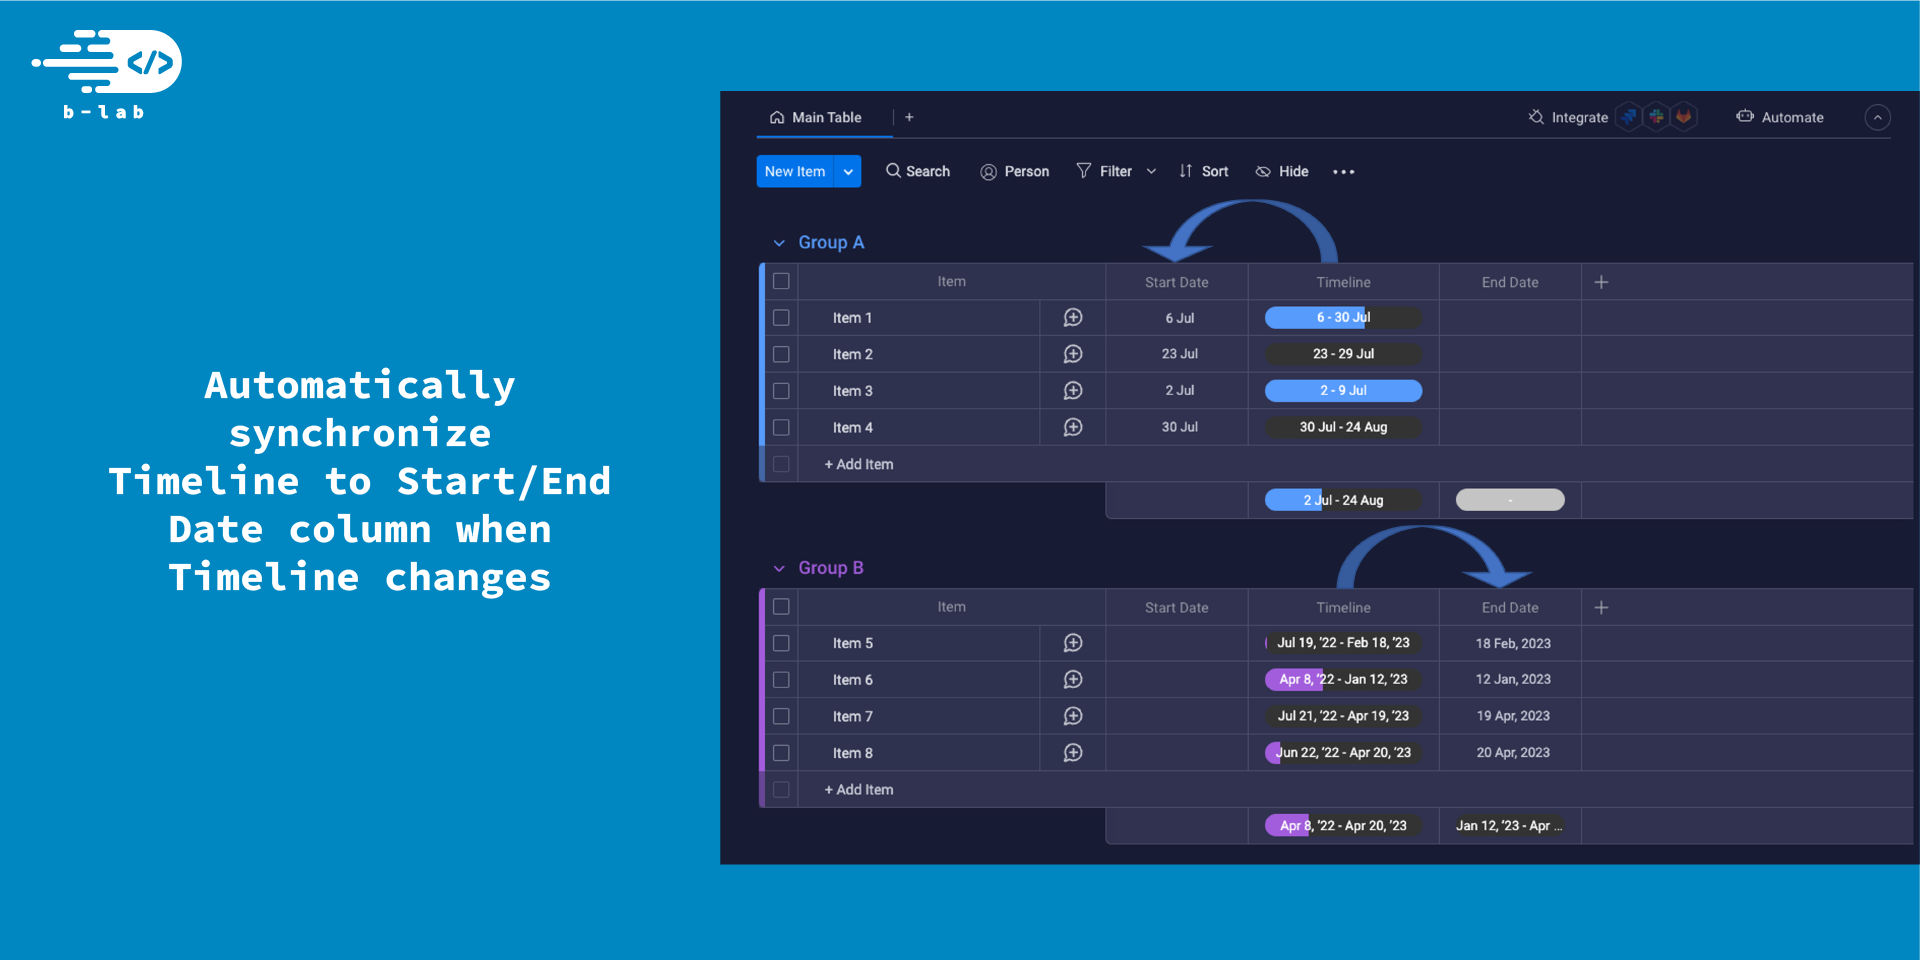 </>
b-lab
Automatically
synchronize
Timeline to Start/End
Date column when
Timeline changes
Main Table +
Integrate Automate
New Item Search Person Filter Sort Hide •••
Group A
Item Start Date Timeline End Date +
Item 1 6 Jul 6 - 30 Jul
Item 2 23 Jul 23 - 29 Jul
Item 3 2 Jul 2 - 9 Jul
Item 4 30 Jul 30 Jul - 24 Aug
+ Add Item
2 Jul - 24 Aug -
Group B
Item Start Date Timeline End Date +
Item 5 Jul 19, ’22 - Feb 18, ’23 18 Feb, 2023
Item 6 Apr 8, ’22 - Jan 12, ’23 12 Jan, 2023
Item 7 Jul 21, ’22 - Apr 19, ’23 19 Apr, 2023
Item 8 Jun 22, ’22 - Apr 20, ’23 20 Apr, 2023
+ Add Item
Apr 8, ’22 - Apr 20, ’23 Jan 12, ’23 - Apr ...